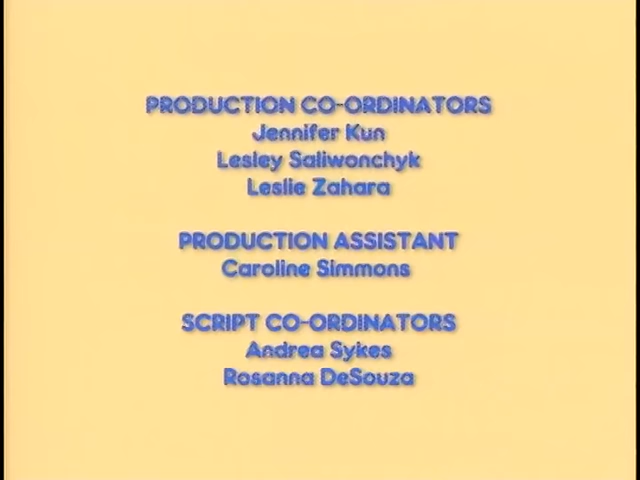 PRODUCTION CO-ORDINATORS
Jennifer Kun
Lesley Saliwonchyk
Leslie Zahara
PRODUCTION ASSISTANT
Caroline Simmons
SCRIPT CO-ORDINATORS
Andrea Sykes
Rosanna DeSouza